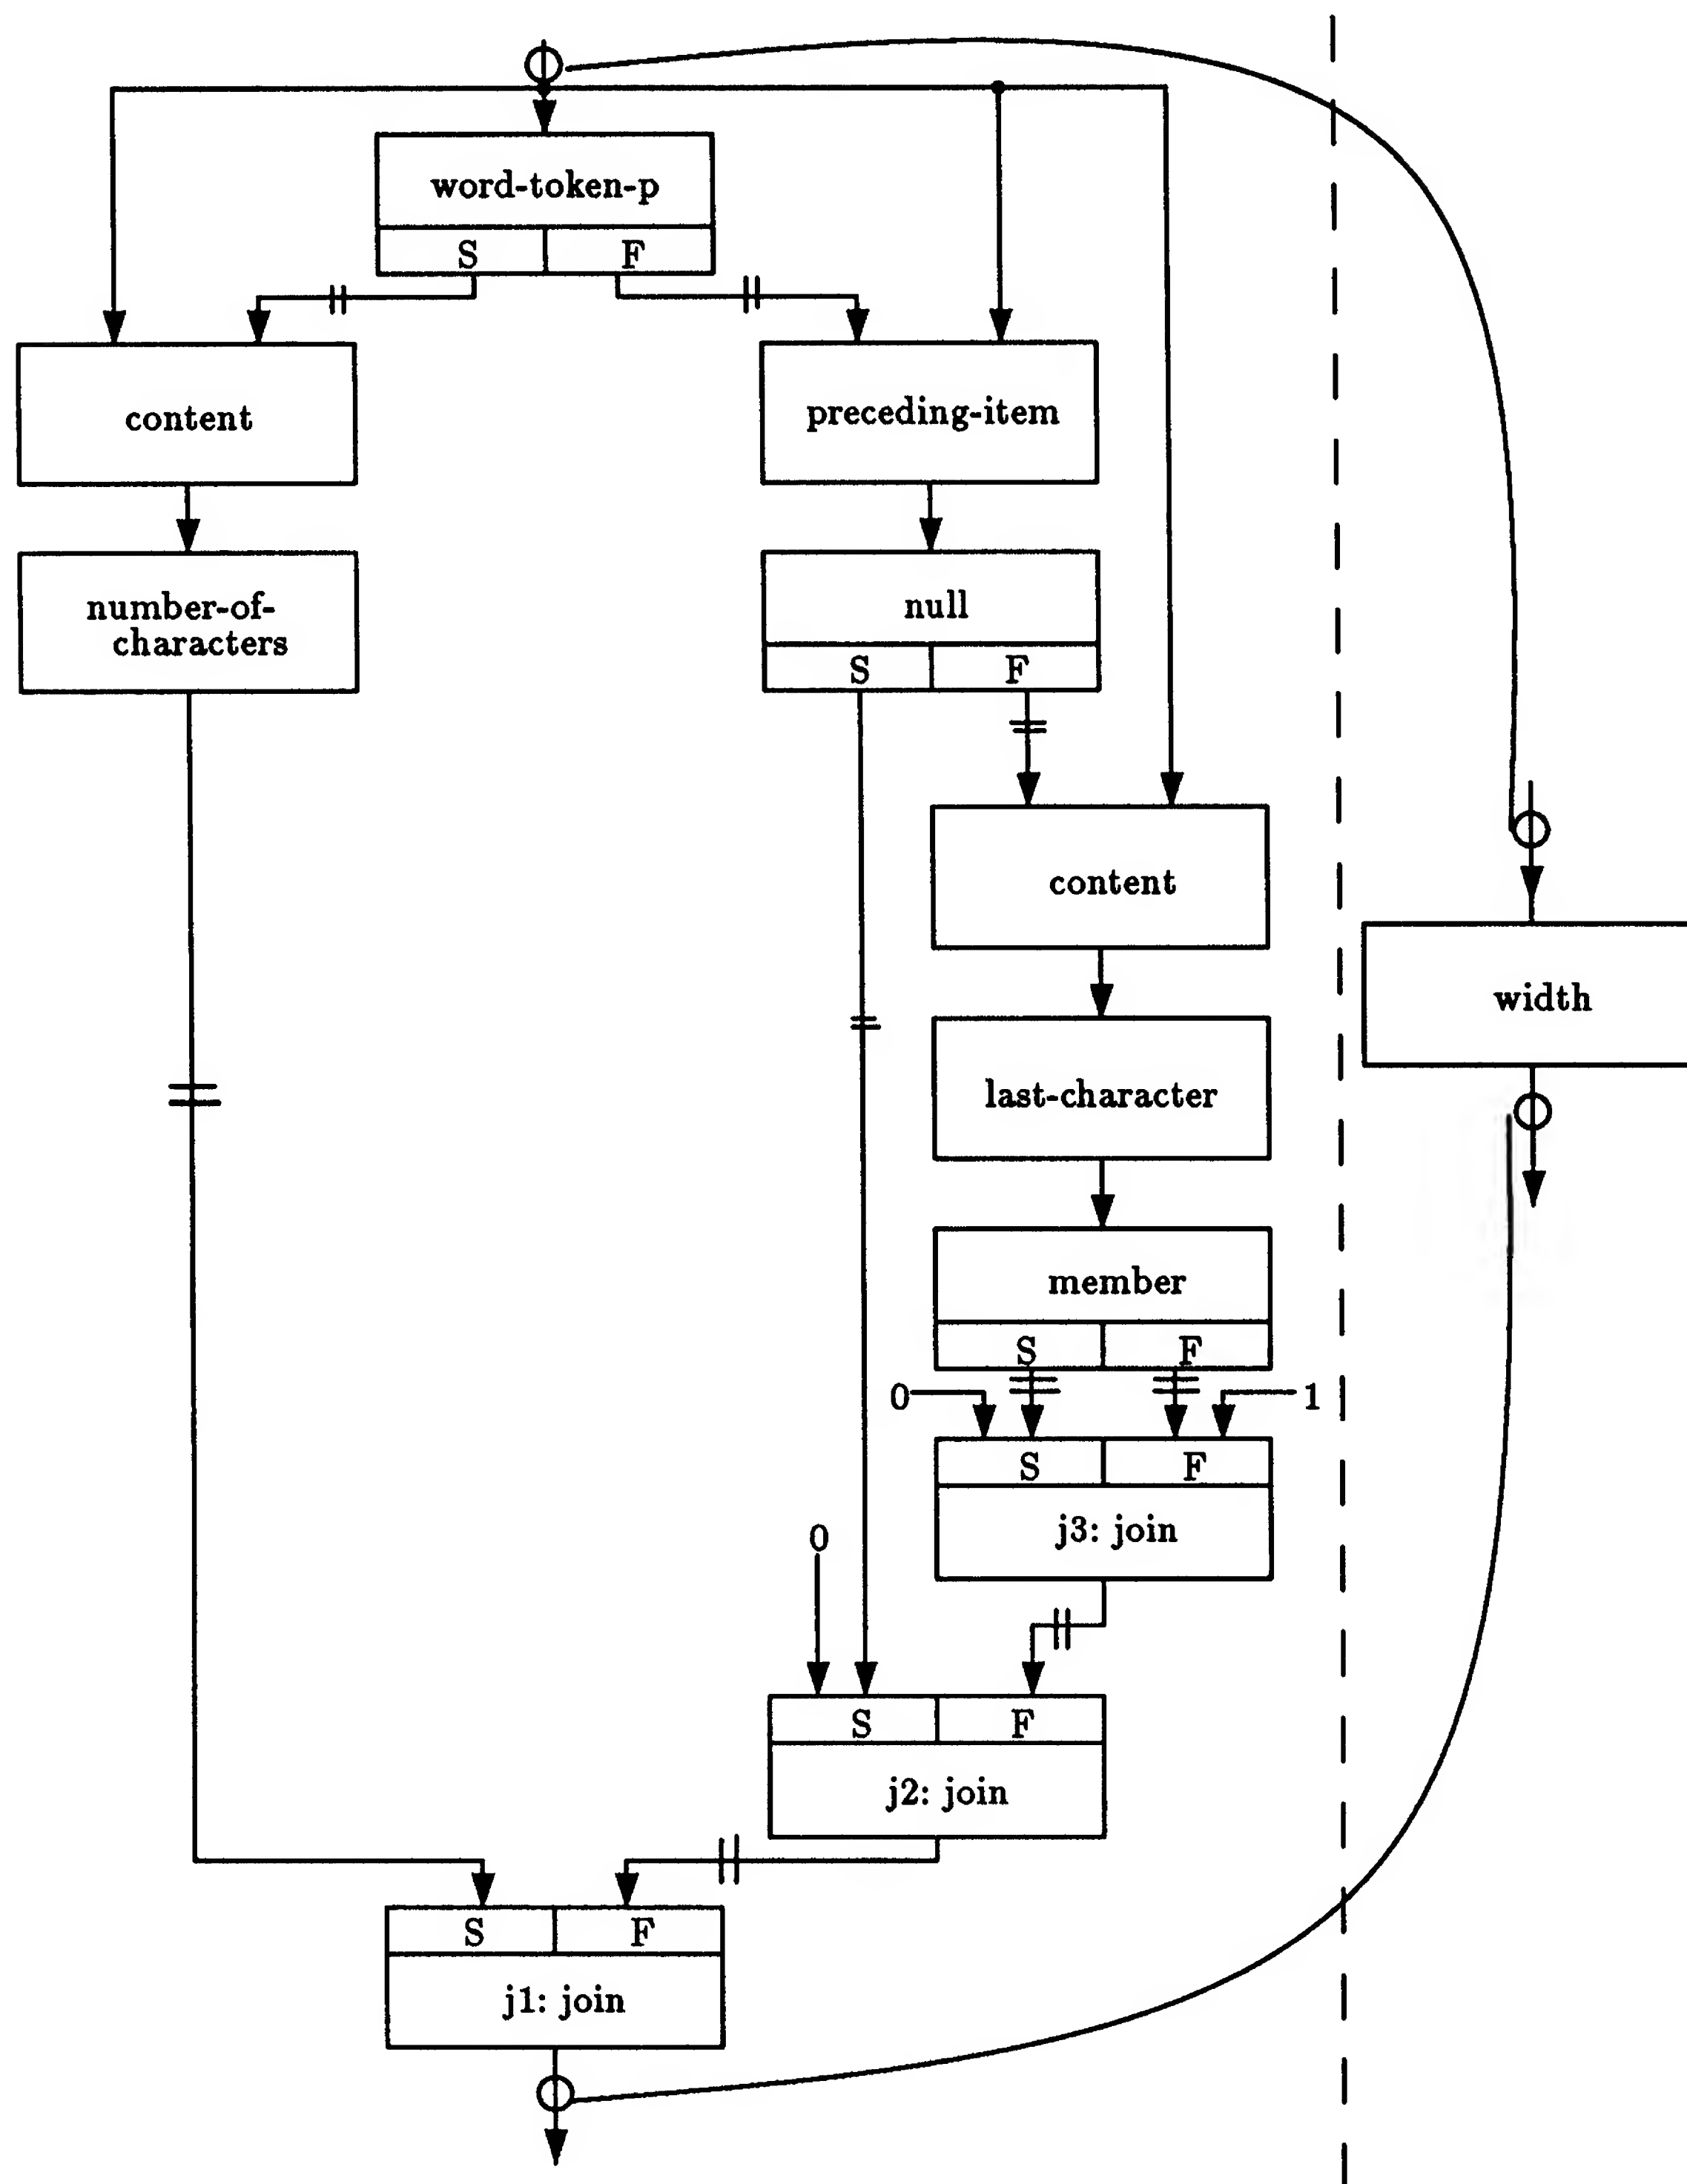 word-token-p
S F
content
preceding-item
number-of-
characters
null
S F
content
width
last-character
member
S F
0 1
S F
j3: join
0
S F
j2: join
S F
j1: join